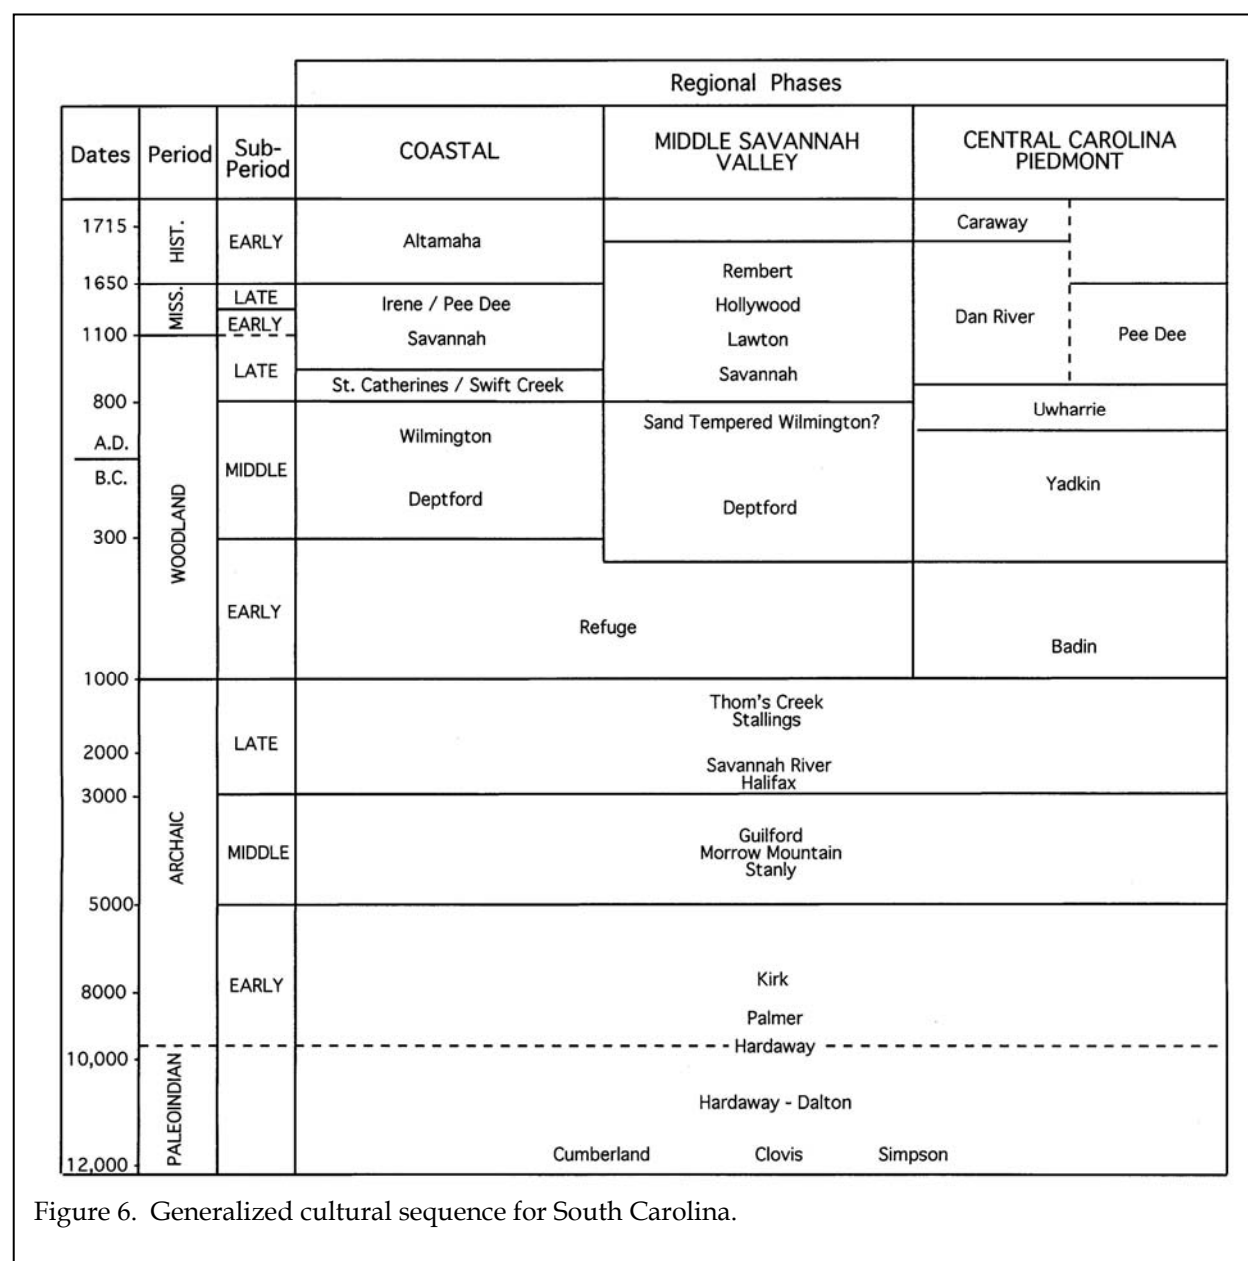 Regional Phases
Dates Period Sub-Period COASTAL MIDDLE SAVANNAH VALLEY CENTRAL CAROLINA PIEDMONT
1715 HIST. EARLY Altamaha Caraway
1650 Rembert
MISS. LATE Irene / Pee Dee Hollywood Dan River
1100 EARLY Savannah Lawton Pee Dee
LATE St. Catherines / Swift Creek Savannah
800 Uwharrie
A.D. Wilmington Sand Tempered Wilmington?
B.C. MIDDLE Yadkin
WOODLAND Deptford Deptford
300
EARLY Refuge Badin
1000
Thom's Creek
Stallings
2000 LATE
Savannah River
Halifax
3000
ARCHAIC Guilford
MIDDLE Morrow Mountain
Stanly
5000
8000 EARLY Kirk
Palmer
Hardaway
10,000
PALEOINDIAN Hardaway - Dalton
12,000 Cumberland Clovis Simpson
Figure 6. Generalized cultural sequence for South Carolina.